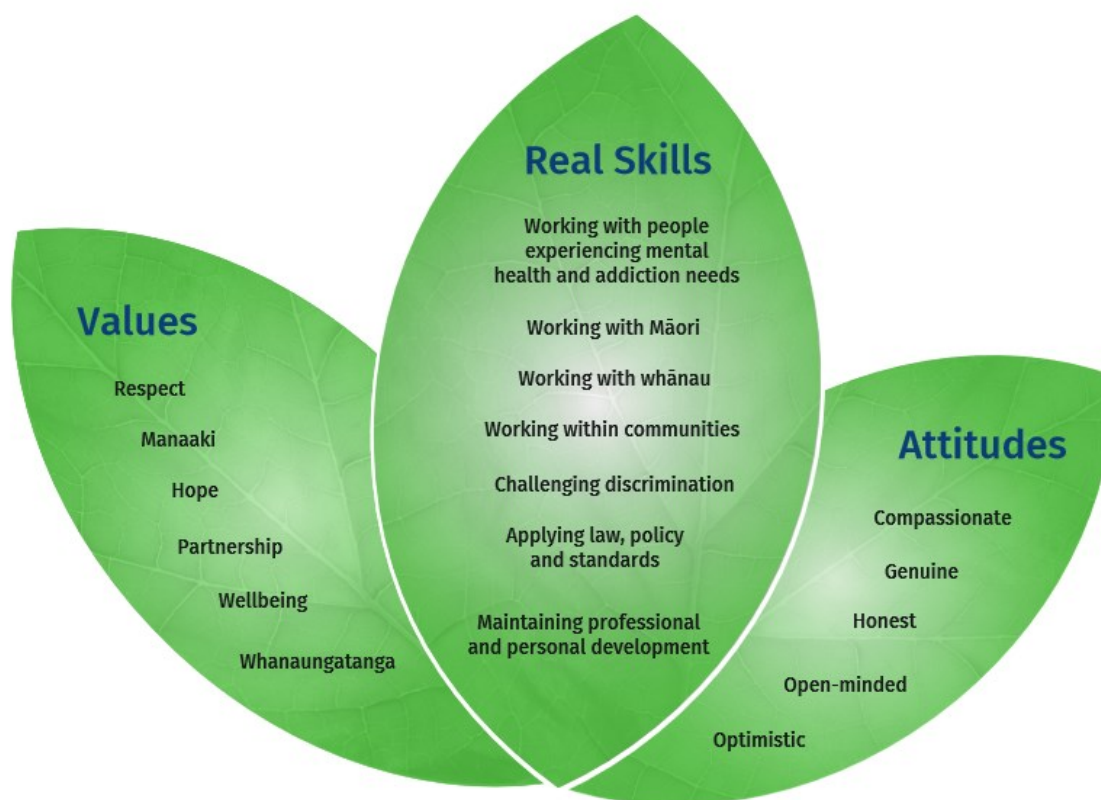 Values
Respect
Manaaki
Hope
Partnership
Wellbeing
Whanaungatanga
Real Skills
Working with people
experiencing mental
health and addiction needs
Working with Māori
Working with whānau
Working within communities
Challenging discrimination
Applying law, policy
and standards
Maintaining professional
and personal development
Attitudes
Compassionate
Genuine
Honest
Open-minded
Optimistic